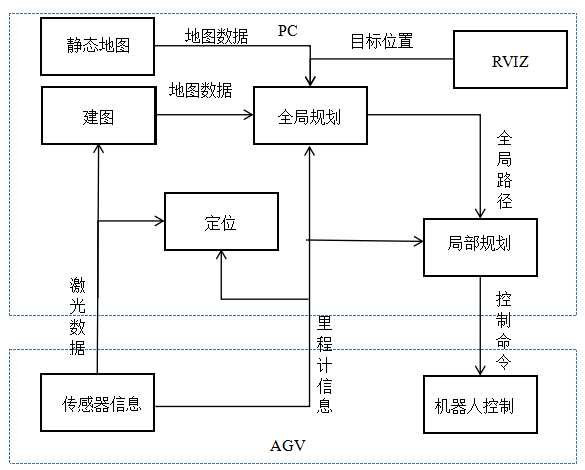 静态地图
地图数据
PC
目标位置
RVIZ
建图
地图数据
全局规划
全局路径
定位
局部规划
激光数据
里程计信息
控制命令
传感器信息
机器人控制
AGV